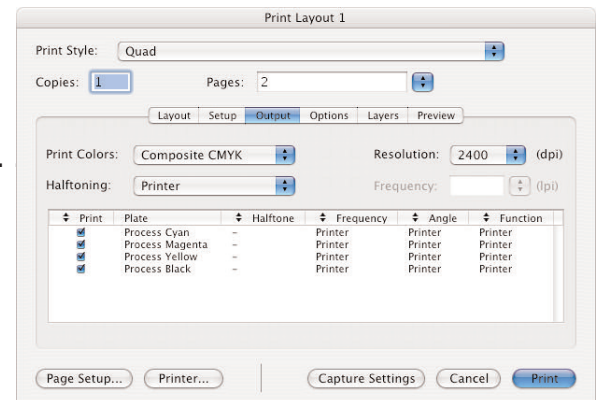 Print Layout 1
Print Style: Quad
Copies: 1 Pages: 2
Layout Setup Output Options Layers Preview
Print Colors: Composite CMYK Resolution: 2400 (dpi)
Halftoning: Printer Frequency: (lpi)
Print Plate Halftone Frequency Angle Function
Process Cyan – Printer Printer Printer
Process Magenta – Printer Printer Printer
Process Yellow – Printer Printer Printer
Process Black – Printer Printer Printer
Page Setup... Printer... Capture Settings Cancel Print